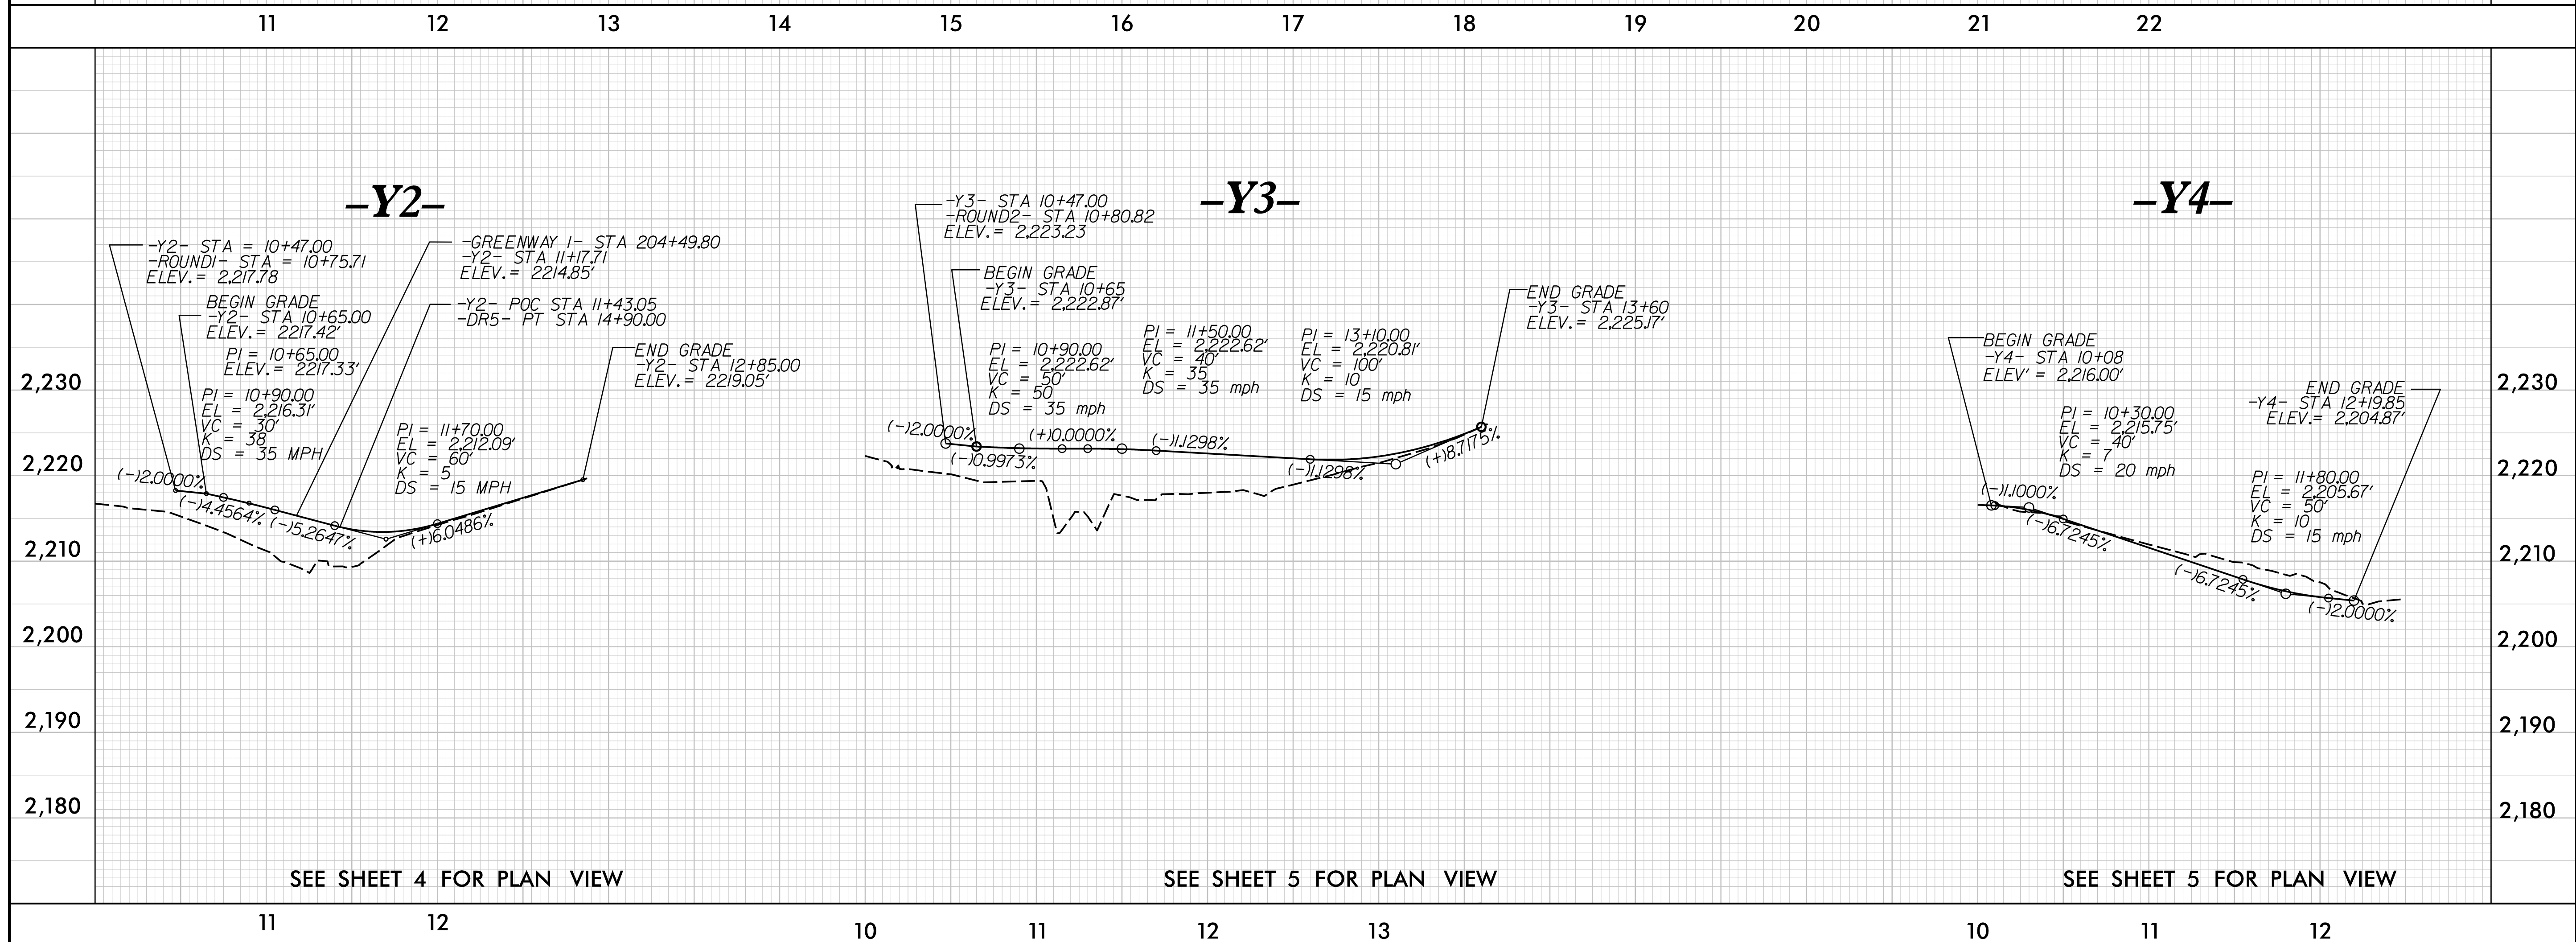 11 12 13 14 15 16 17 18 19 20 21 22
–Y2–
-Y2- STA = 10+47.00
-ROUND1- STA = 10+75.71
ELEV.= 2,217.78
BEGIN GRADE
-Y2- STA 10+65.00
ELEV.= 2217.42'
PI = 10+65.00
ELEV.= 2217.33'
PI = 10+90.00
EL = 2,216.31'
VC = 30'
K = 38
DS = 35 MPH
-GREENWAY 1- STA 204+49.80
-Y2- STA 11+17.71
ELEV.= 2214.85'
-Y2- POC STA 11+43.05
-DR5- PT STA 14+90.00
END GRADE
-Y2- STA 12+85.00
ELEV.= 2219.05'
PI = 11+70.00
EL = 2,212.09'
VC = 60'
K = 5
DS = 15 MPH
(-)2.0000%
(-)4.4564%
(-)5.2647%
(+)6.0486%
SEE SHEET 4 FOR PLAN VIEW
–Y3–
-Y3- STA 10+47.00
-ROUND2- STA 10+80.82
ELEV.= 2,223.23
BEGIN GRADE
-Y3- STA 10+65
ELEV.= 2,222.87'
PI = 10+90.00
EL = 2,222.62'
VC = 50'
K = 50
DS = 35 mph
PI = 11+50.00
EL = 2,222.62'
VC = 40'
K = 35
DS = 35 mph
PI = 13+10.00
EL = 2,220.81'
VC = 100'
K = 10
DS = 15 mph
END GRADE
-Y3- STA 13+60
ELEV.= 2,225.17'
(-)2.0000%
(-)0.9973%
(+)0.0000%
(-)1.1298%
(-)1.1298%
(+)8.7175%
SEE SHEET 5 FOR PLAN VIEW
–Y4–
BEGIN GRADE
-Y4- STA 10+08
ELEV' = 2,216.00'
PI = 10+30.00
EL = 2,215.75'
VC = 40'
K = 7
DS = 20 mph
END GRADE
-Y4- STA 12+19.85
ELEV.= 2,204.87'
PI = 11+80.00
EL = 2,205.67'
VC = 50'
K = 10
DS = 15 mph
(-)1.1000%
(-)6.7245%
(-)6.7245%
(-)2.0000%
SEE SHEET 5 FOR PLAN VIEW
2,230 2,230
2,220 2,220
2,210 2,210
2,200 2,200
2,190 2,190
2,180 2,180
11 12 10 11 12 13 10 11 12